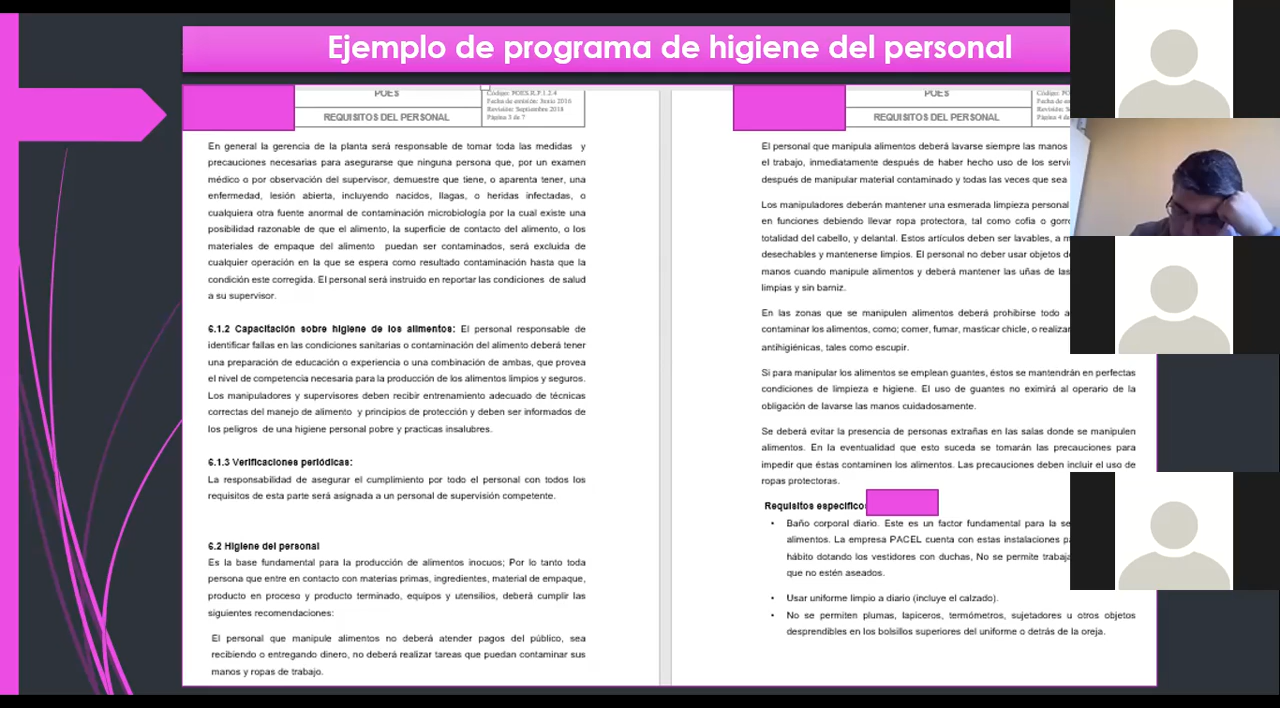 Ejemplo de programa de higiene del personal
POES
REQUISITOS DEL PERSONAL
Código: POES.R.P.1.2.4
Fecha de emisión: Junio 2016
Revisión: Septiembre 2018
Página 3 de 7
En general la gerencia de la planta será responsable de tomar toda las medidas y
precauciones necesarias para asegurarse que ninguna persona que, por un examen
médico o por observación del supervisor, demuestre que tiene, o aparenta tener, una
enfermedad, lesión abierta, incluyendo nacidos, llagas, o heridas infectadas, o
cualquiera otra fuente anormal de contaminación microbiología por la cual existe una
posibilidad razonable de que el alimento, la superficie de contacto del alimento, o los
materiales de empaque del alimento puedan ser contaminados, será excluida de
cualquier operación en la que se espera como resultado contaminación hasta que la
condición este corregida. El personal será instruido en reportar las condiciones de salud
a su supervisor.
6.1.2 Capacitación sobre higiene de los alimentos: El personal responsable de
identificar fallas en las condiciones sanitarias o contaminación del alimento deberá tener
una preparación de educación o experiencia o una combinación de ambas, que provea
el nivel de competencia necesaria para la producción de los alimentos limpios y seguros.
Los manipuladores y supervisores deben recibir entrenamiento adecuado de técnicas
correctas del manejo de alimento y principios de protección y deben ser informados de
los peligros de una higiene personal pobre y practicas insalubres.
6.1.3 Verificaciones periódicas:
La responsabilidad de asegurar el cumplimiento por todo el personal con todos los
requisitos de esta parte será asignada a un personal de supervisión competente.
6.2 Higiene del personal
Es la base fundamental para la producción de alimentos inocuos; Por lo tanto toda
persona que entre en contacto con materias primas, ingredientes, material de empaque,
producto en proceso y producto terminado, equipos y utensilios, deberá cumplir las
siguientes recomendaciones:
El personal que manipule alimentos no deberá atender pagos del público, sea
recibiendo o entregando dinero, no deberá realizar tareas que puedan contaminar sus
manos y ropas de trabajo.
POES
REQUISITOS DEL PERSONAL
Código: PO
Fecha de en
Revisión: Se
Página 4 de
El personal que manipula alimentos deberá lavarse siempre las manos
el trabajo, inmediatamente después de haber hecho uso de los servi
después de manipular material contaminado y todas las veces que sea
Los manipuladores deberán mantener una esmerada limpieza personal
en funciones debiendo llevar ropa protectora, tal como cofia o gorro
totalidad del cabello, y delantal. Estos artículos deben ser lavables, a m
desechables y mantenerse limpios. El personal no deber usar objetos d
manos cuando manipule alimentos y deberá mantener las uñas de las
limpias y sin barniz.
En las zonas que se manipulen alimentos deberá prohibirse todo a
contaminar los alimentos, como; comer, fumar, masticar chicle, o realizar
antihigiénicas, tales como escupir.
Si para manipular los alimentos se emplean guantes, éstos se mantendrán en perfectas
condiciones de limpieza e higiene. El uso de guantes no eximirá al operario de la
obligación de lavarse las manos cuidadosamente.
Se deberá evitar la presencia de personas extrañas en las salas donde se manipulen
alimentos. En la eventualidad que esto suceda se tomarán las precauciones para
impedir que éstas contaminen los alimentos. Las precauciones deben incluir el uso de
ropas protectoras.
Requisitos especifico
• Baño corporal diario. Este es un factor fundamental para la se
alimentos. La empresa PACEL cuenta con estas instalaciones pa
hábito dotando los vestidores con duchas, No se permite trabaja
que no estén aseados.
• Usar uniforme limpio a diario (incluye el calzado).
• No se permiten plumas, lapiceros, termómetros, sujetadores u otros objetos
desprendibles en los bolsillos superiores del uniforme o detrás de la oreja.